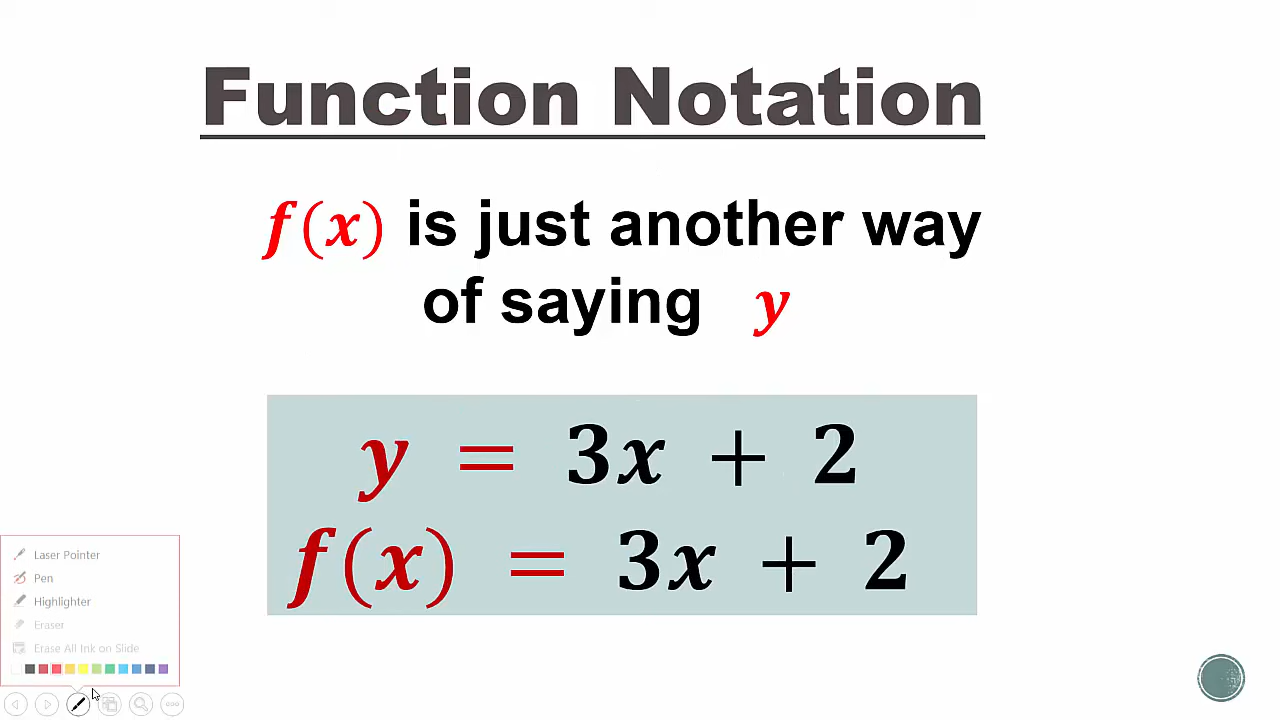 Function Notation
f(x) is just another way
of saying y
y = 3x + 2
f(x) = 3x + 2
Laser Pointer
Pen
Highlighter
Eraser
Erase All Ink on Slide